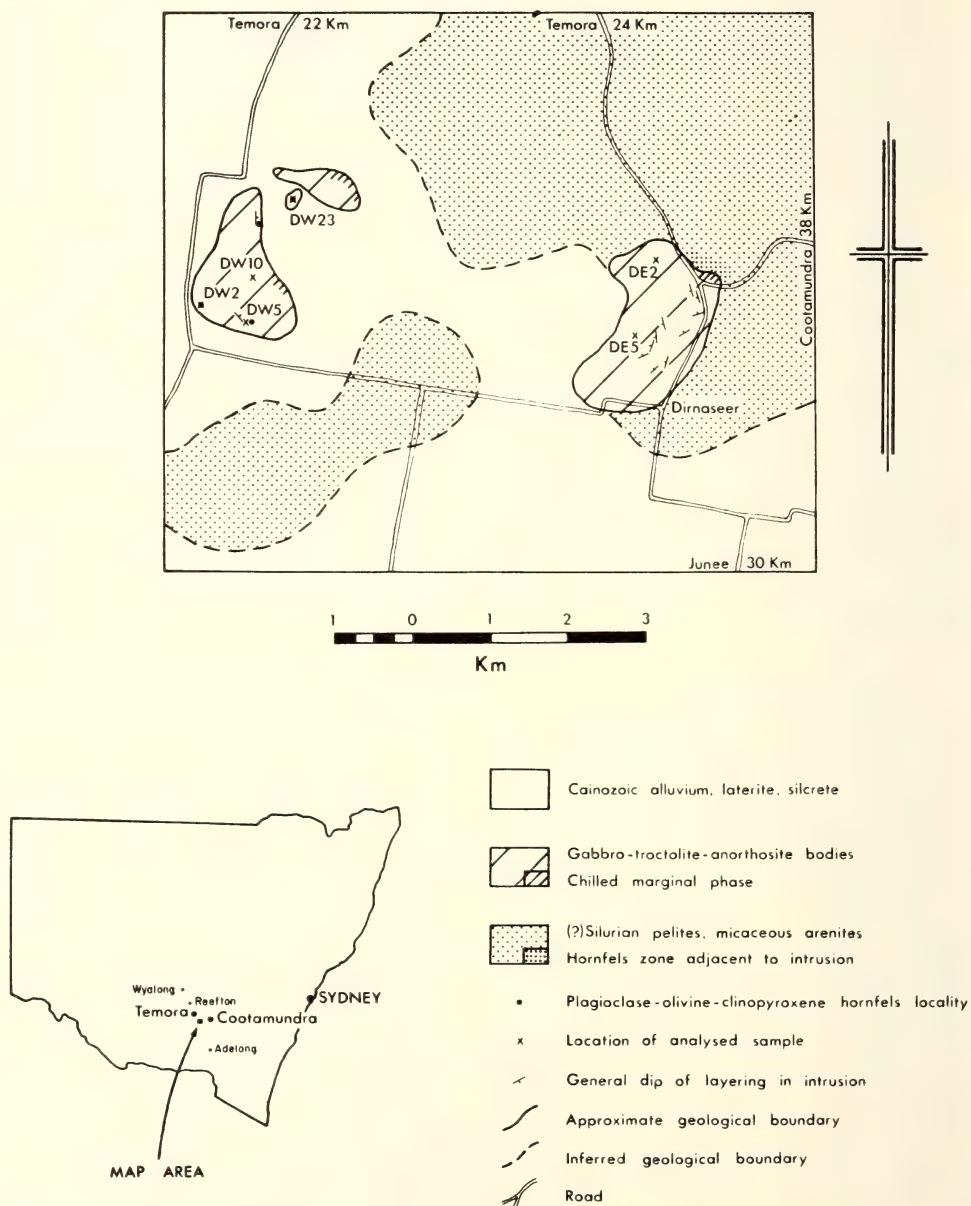 Temora 22 Km
Temora 24 Km
DW23
DW10
DW2
DW5
DE2
DE5
Cootamundra 38 Km
Dirnaseer
Junee 30 Km
1 0 1 2 3
Km
Cainozoic alluvium, laterite, silcrete
Gabbro-troctolite-anorthosite bodies
Chilled marginal phase
(?)Silurian pelites, micaceous arenites
Hornfels zone adjacent to intrusion
Plagioclase-olivine-clinopyroxene hornfels locality
x Location of analysed sample
General dip of layering in intrusion
Approximate geological boundary
Inferred geological boundary
Road
Wyalong
Reefton
Temora
Cootamundra
SYDNEY
Adelong
MAP AREA